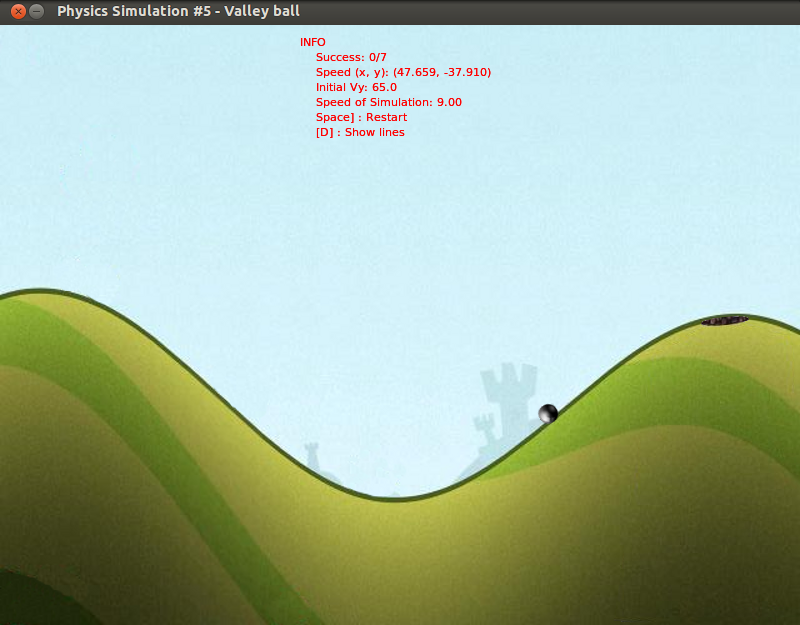 Physics Simulation #5 - Valley ball
INFO
Success: 0/7
Speed (x, y): (47.659, -37.910)
Initial Vy: 65.0
Speed of Simulation: 9.00
Space] : Restart
[D] : Show lines